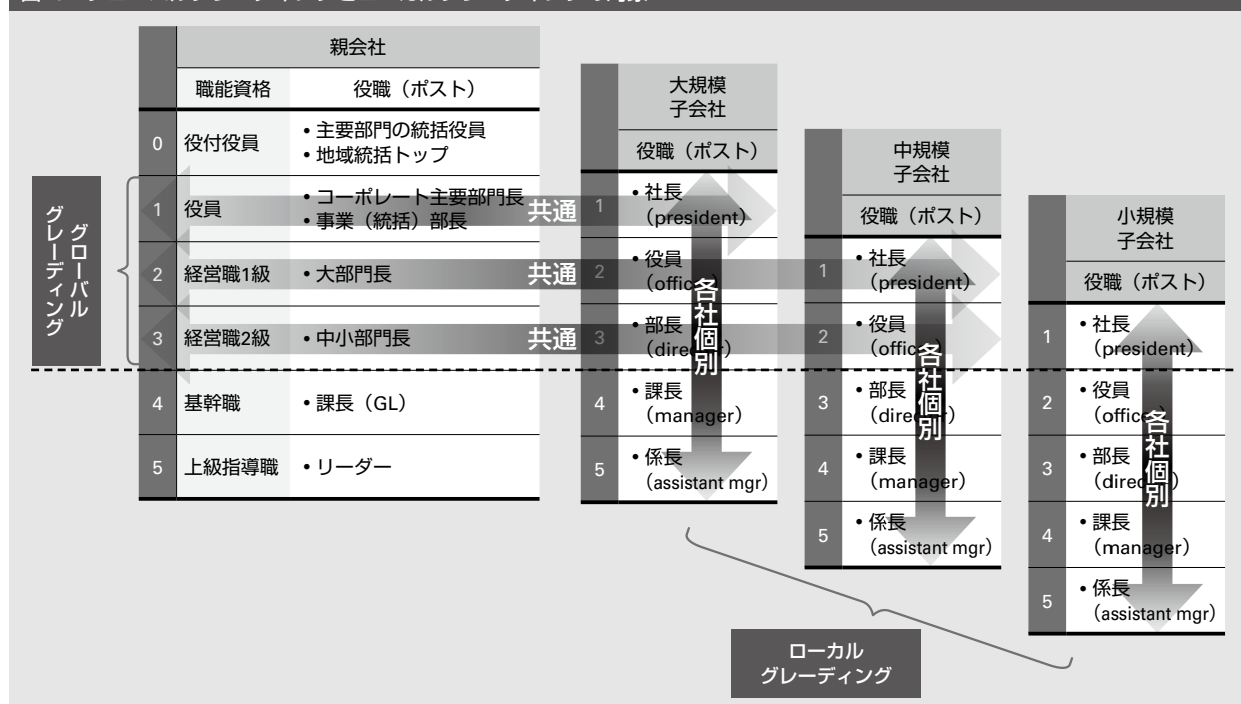 親会社
職能資格
役職（ポスト）
0
役付役員
•主要部門の統括役員
•地域統括トップ
1
役員
•コーポレート主要部門長
•事業（統括）部長
共通
2
経営職1級
•大部門長
共通
3
経営職2級
•中小部門長
共通
4
基幹職
•課長（GL）
5
上級指導職
•リーダー
グローバル
グレーディング
大規模
子会社
役職（ポスト）
1
•社長
（president）
2
•役員
3
•部長
4
•課長
（manager）
5
•係長
（assistant mgr）
各社個別
中規模
子会社
役職（ポスト）
1
•社長
（president）
2
•役員
3
•部長
4
•課長
（manager）
5
•係長
（assistant mgr）
各社個別
小規模
子会社
役職（ポスト）
1
•社長
（president）
2
•役員
3
•部長
4
•課長
（manager）
5
•係長
（assistant mgr）
各社個別
ローカル
グレーディング